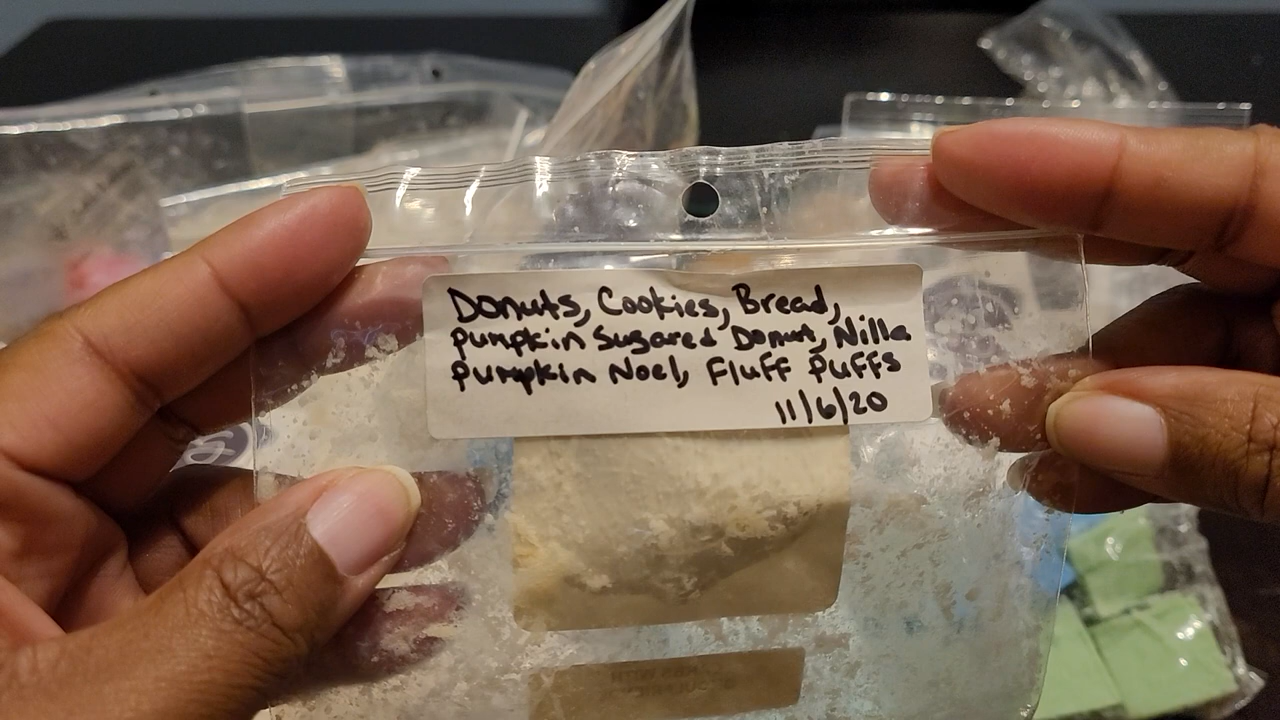 Donuts, Cookies, Bread,
pumpkin Sugared Donut, Nilla
pumpkin Noel, Fluff Puffs
11/6/20